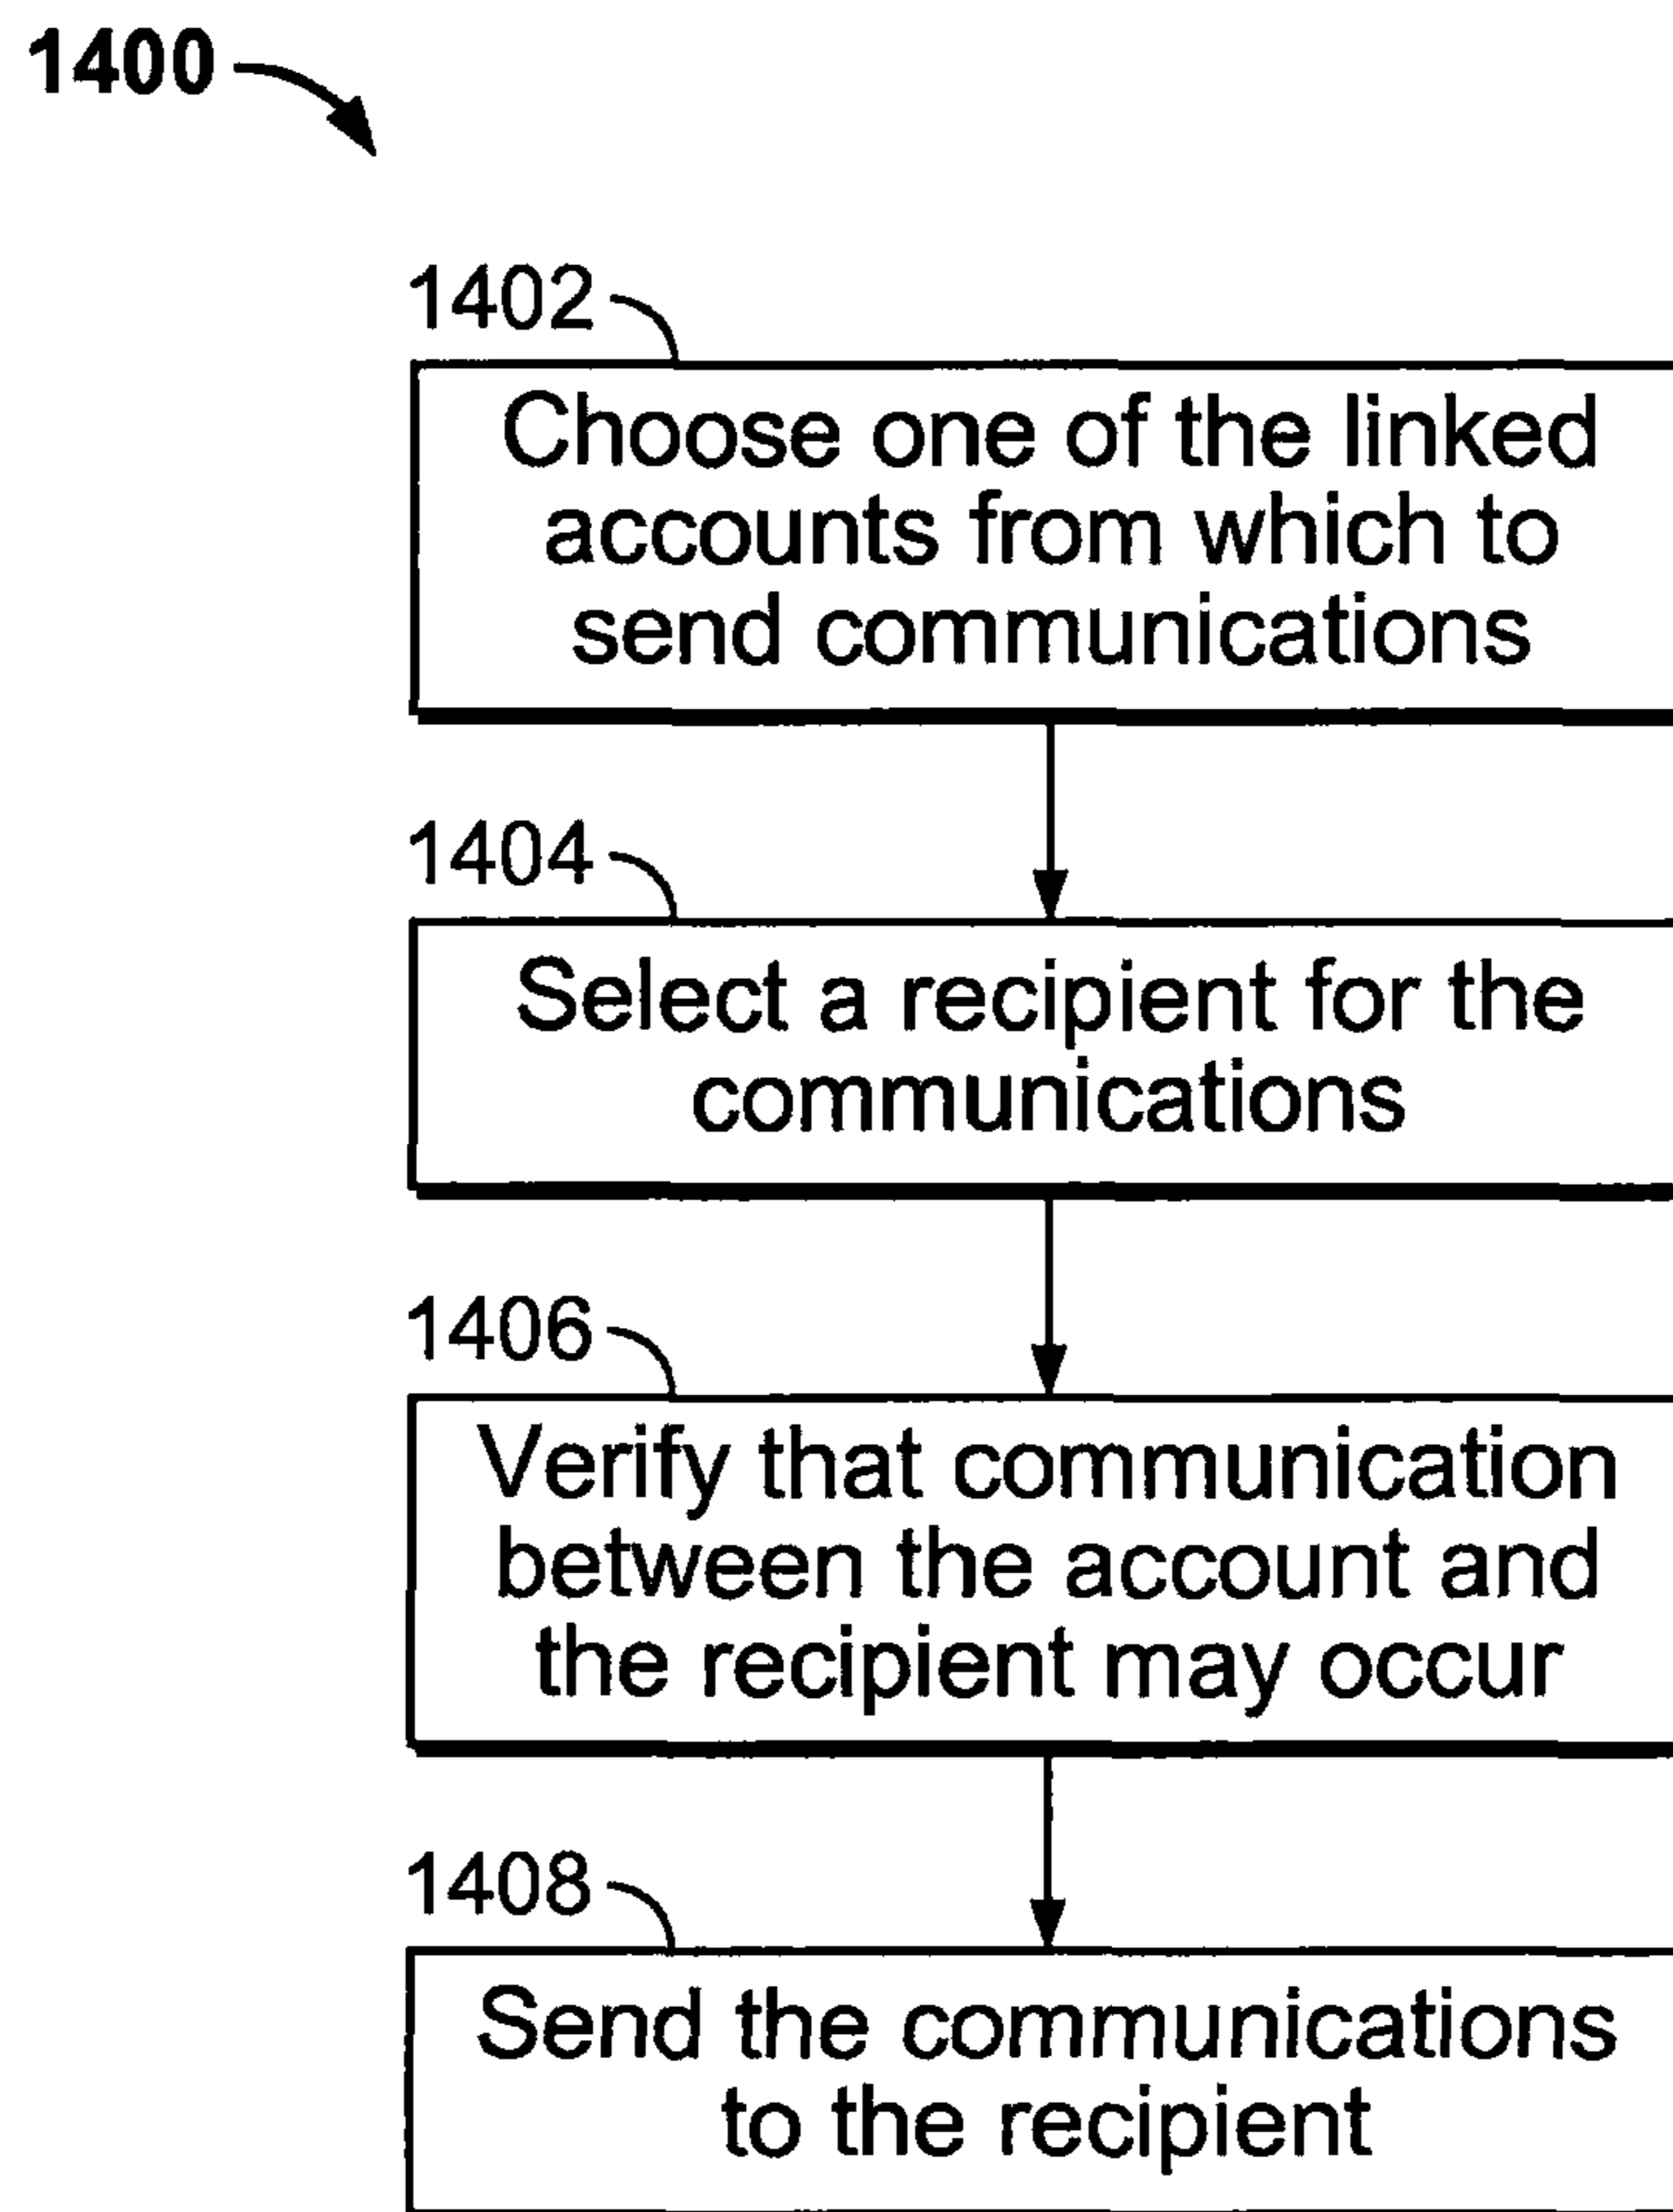 1400
1402
Choose one of the linked
accounts from which to
send communications
1404
Select a recipient for the
communications
1406
Verify that communication
between the account and
the recipient may occur
1408
Send the communications
to the recipient